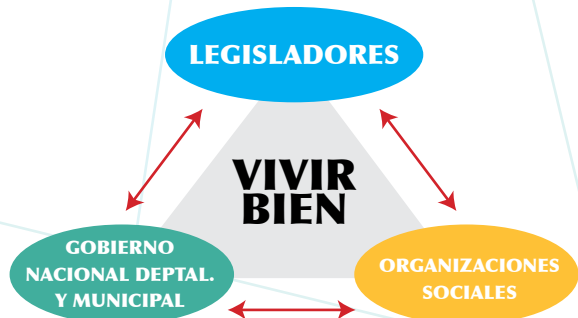 LEGISLADORES
VIVIR
BIEN
GOBIERNO
NACIONAL DEPTAL.
Y MUNICIPAL
ORGANIZACIONES
SOCIALES